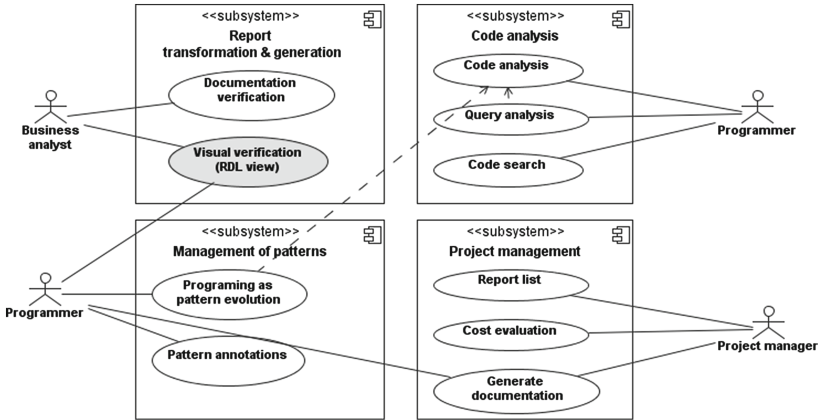 <<subsystem>>
Report
transformation & generation
Documentation
verification
Visual verification
(RDL view)
Business
analyst
<<subsystem>>
Code analysis
Code analysis
Query analysis
Code search
Programmer
<<subsystem>>
Management of patterns
Programing as
pattern evolution
Pattern annotations
Programmer
<<subsystem>>
Project management
Report list
Cost evaluation
Generate
documentation
Project manager